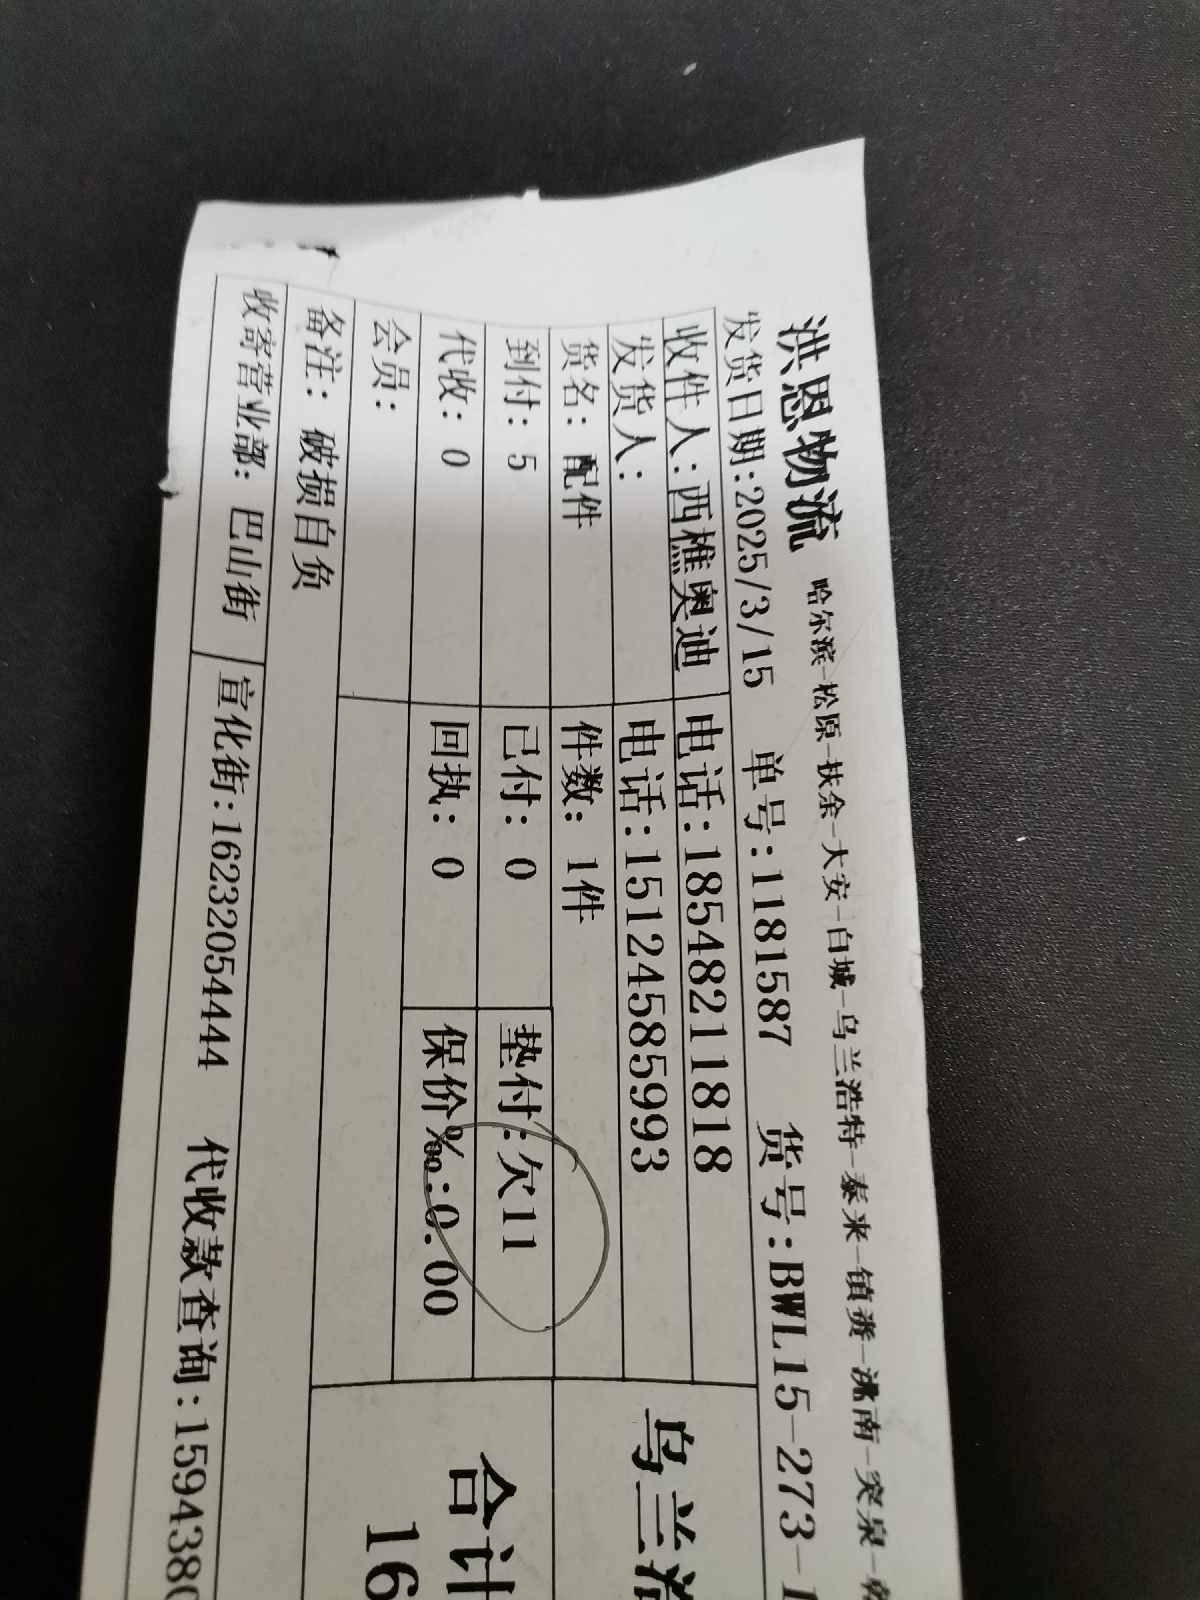 洪恩物流 哈尔滨-松原-扶余-大安-白城-乌兰浩特-泰来-镇赉-洮南-突泉-乾
发货日期:2025/3/15 单号:1181587 货号:BWL15-273-1
收件人:西樵奥迪 电话:18548211818
发货人: 电话:15124585993
乌兰浩
货名: 配件 件数: 1件
到付: 5 已付: 0 垫付:欠11
合计
代收: 0 回执: 0 保价‰:0.00
16
会员:
备注: 破损自负
收寄营业部: 巴山街 宣化街:16232054444 代收款查询:1594380